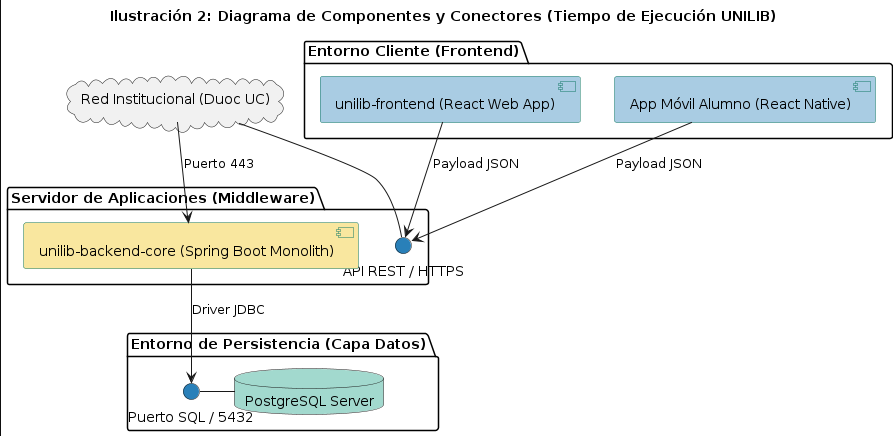 Ilustración 2: Diagrama de Componentes y Conectores (Tiempo de Ejecución UNILIB)
Entorno Cliente (Frontend)
Red Institucional (Duoc UC)
unilib-frontend (React Web App)
App Móvil Alumno (React Native)
Puerto 443
Payload JSON
Payload JSON
Servidor de Aplicaciones (Middleware)
unilib-backend-core (Spring Boot Monolith)
API REST / HTTPS
Driver JDBC
Entorno de Persistencia (Capa Datos)
PostgreSQL Server
Puerto SQL / 5432